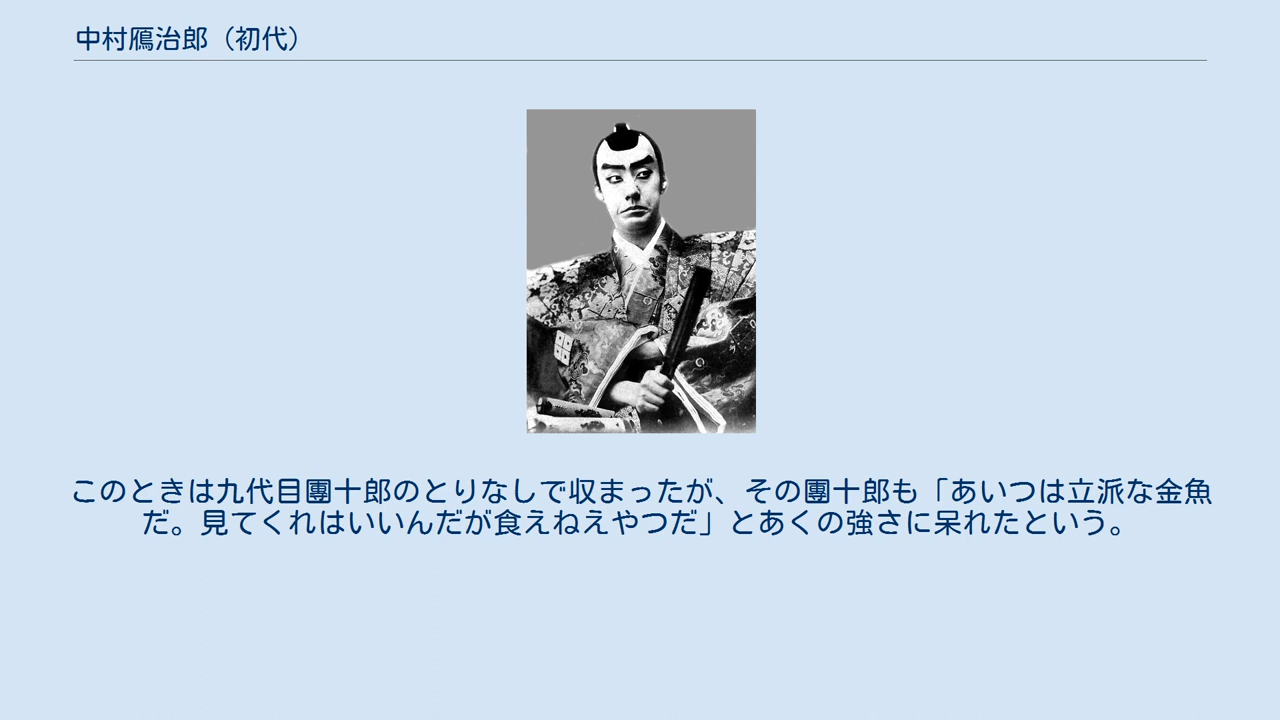 中村鴈治郎（初代）
このときは九代目團十郎のとりなしで収まったが、その團十郎も「あいつは立派な金魚
だ。見てくれはいいんだが食えねえやつだ」とあくの強さに呆れたという。